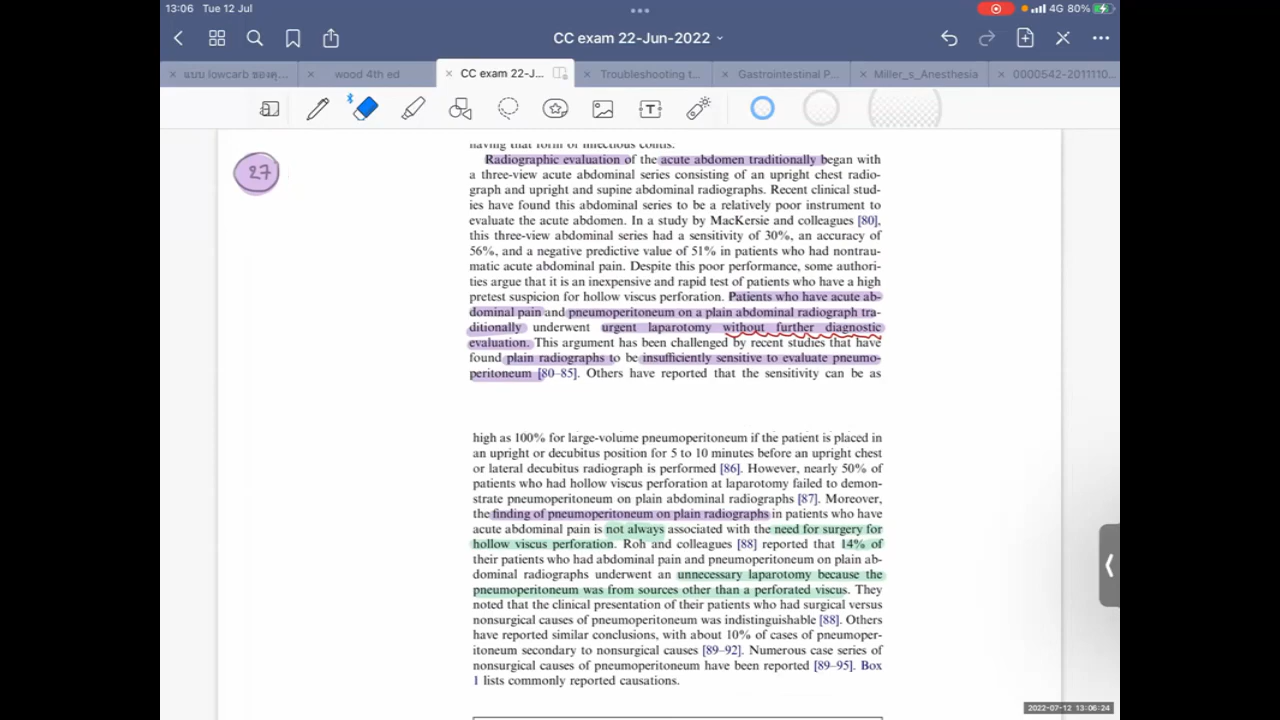 13:06 Tue 12 Jul
4G 80%
CC exam 22-Jun-2022
แบบ lowcarb ของคุ...
wood 4th ed
CC exam 22-J...
Troubleshooting t...
Gastrointestinal P...
Miller_s_Anesthesia
0000542-2011110...
27
having that form of infectious colitis.
Radiographic evaluation of the acute abdomen traditionally began with
a three-view acute abdominal series consisting of an upright chest radio-
graph and upright and supine abdominal radiographs. Recent clinical stud-
ies have found this abdominal series to be a relatively poor instrument to
evaluate the acute abdomen. In a study by MacKersie and colleagues [80],
this three-view abdominal series had a sensitivity of 30%, an accuracy of
56%, and a negative predictive value of 51% in patients who had nontrau-
matic acute abdominal pain. Despite this poor performance, some authori-
ties argue that it is an inexpensive and rapid test of patients who have a high
pretest suspicion for hollow viscus perforation. Patients who have acute ab-
dominal pain and pneumoperitoneum on a plain abdominal radiograph tra-
ditionally underwent urgent laparotomy without further diagnostic
evaluation. This argument has been challenged by recent studies that have
found plain radiographs to be insufficiently sensitive to evaluate pneumo-
peritoneum [80–85]. Others have reported that the sensitivity can be as
high as 100% for large-volume pneumoperitoneum if the patient is placed in
an upright or decubitus position for 5 to 10 minutes before an upright chest
or lateral decubitus radiograph is performed [86]. However, nearly 50% of
patients who had hollow viscus perforation at laparotomy failed to demon-
strate pneumoperitoneum on plain abdominal radiographs [87]. Moreover,
the finding of pneumoperitoneum on plain radiographs in patients who have
acute abdominal pain is not always associated with the need for surgery for
hollow viscus perforation. Roh and colleagues [88] reported that 14% of
their patients who had abdominal pain and pneumoperitoneum on plain ab-
dominal radiographs underwent an unnecessary laparotomy because the
pneumoperitoneum was from sources other than a perforated viscus. They
noted that the clinical presentation of their patients who had surgical versus
nonsurgical causes of pneumoperitoneum was indistinguishable [88]. Others
have reported similar conclusions, with about 10% of cases of pneumoper-
itoneum secondary to nonsurgical causes [89–92]. Numerous case series of
nonsurgical causes of pneumoperitoneum have been reported [89–95]. Box
1 lists commonly reported causations.
2022-07-12 13:06:24